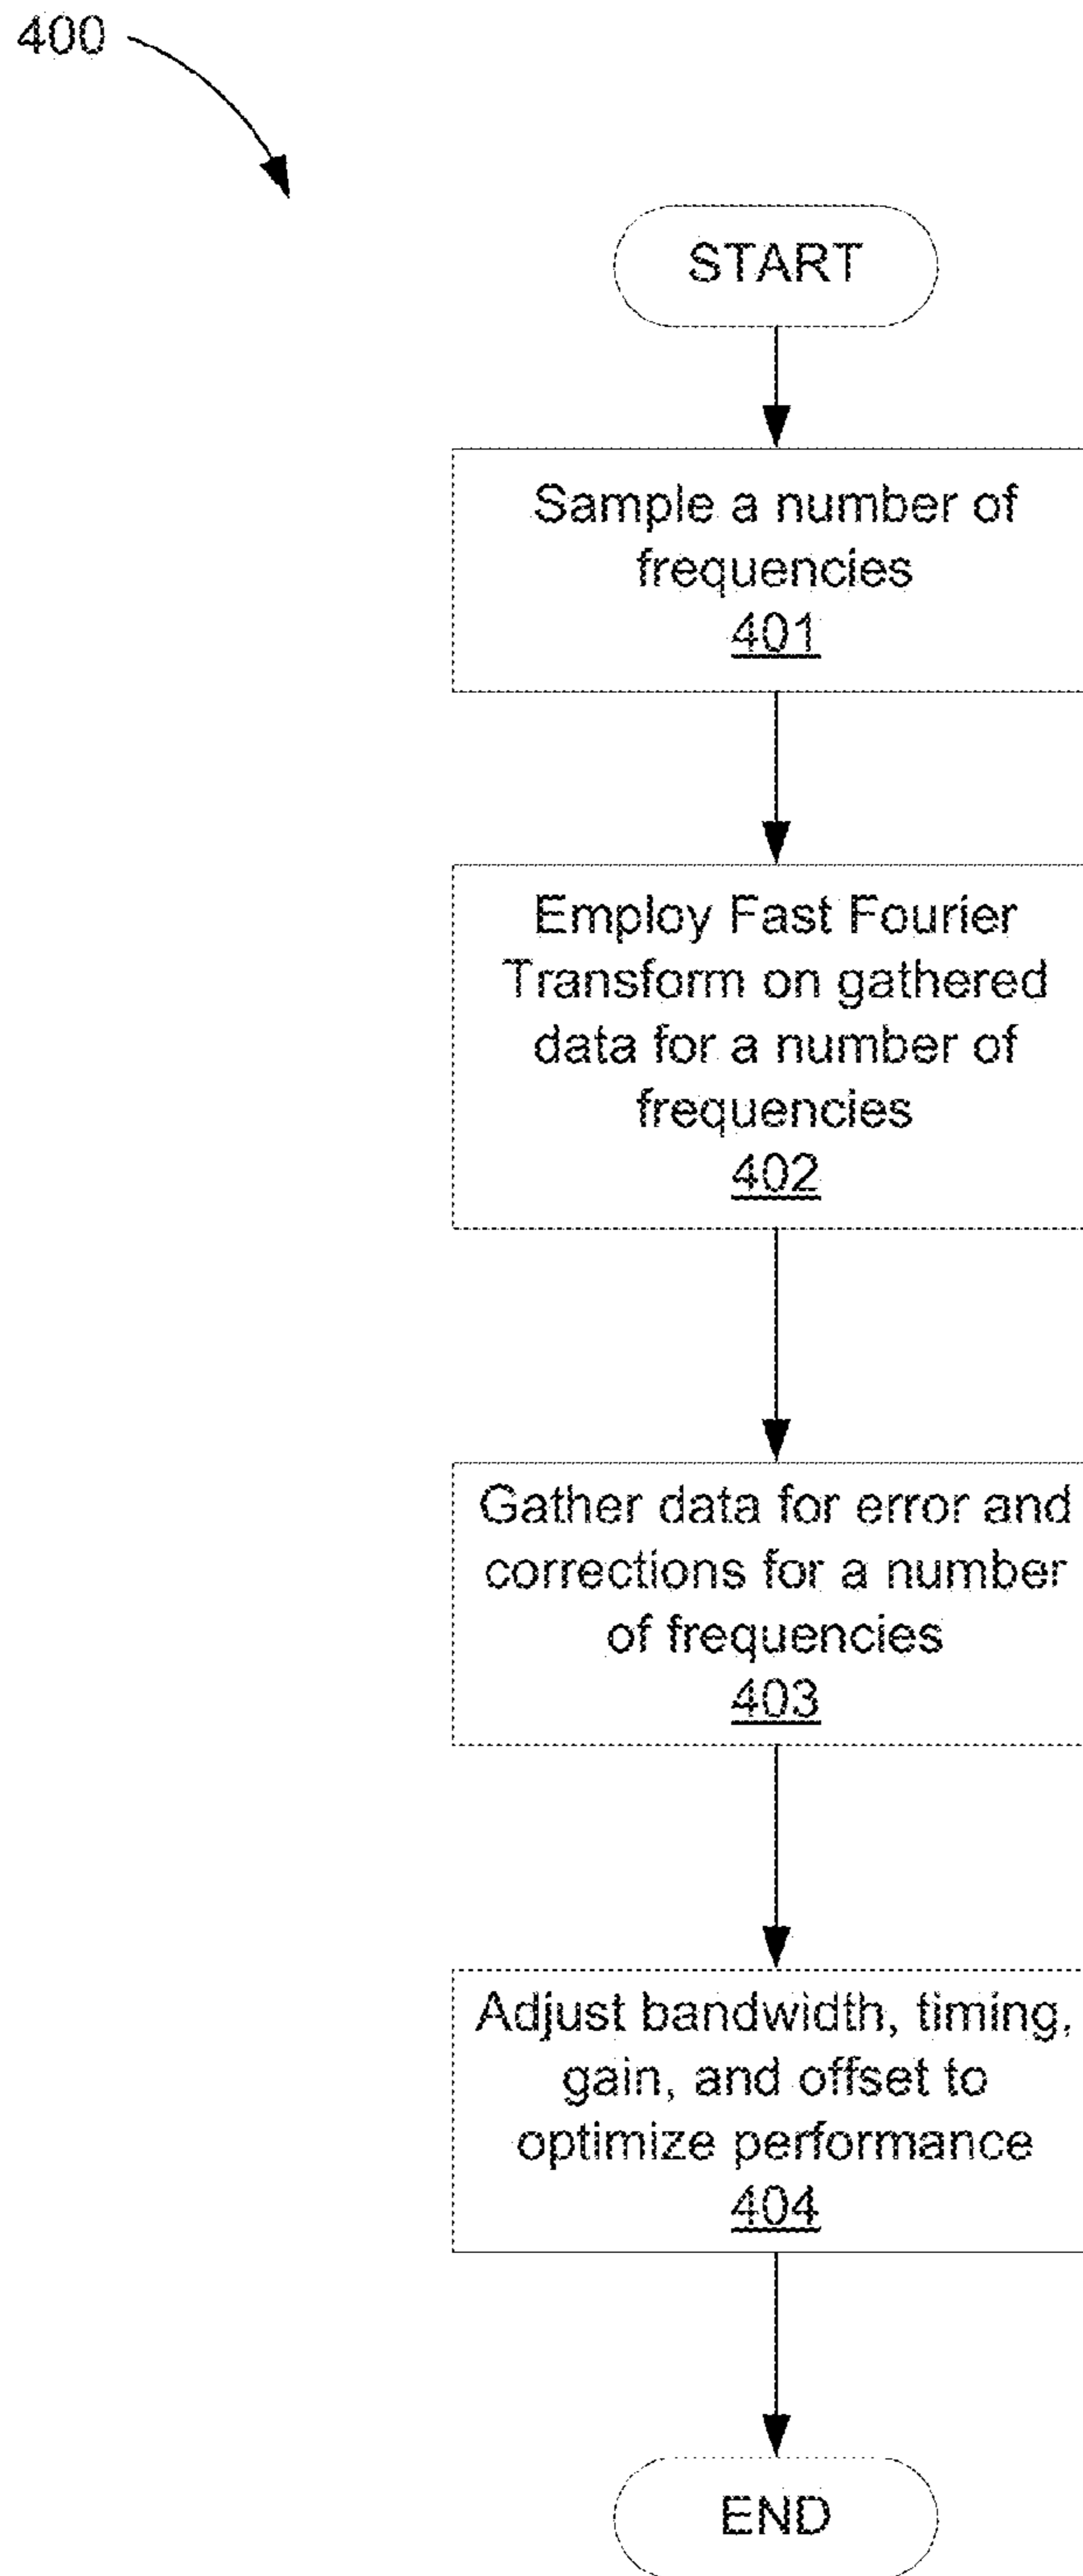 400
START
Sample a number of
frequencies
401
Employ Fast Fourier
Transform on gathered
data for a number of
frequencies
402
Gather data for error and
corrections for a number
of frequencies
403
Adjust bandwidth, timing,
gain, and offset to
optimize performance
404
END